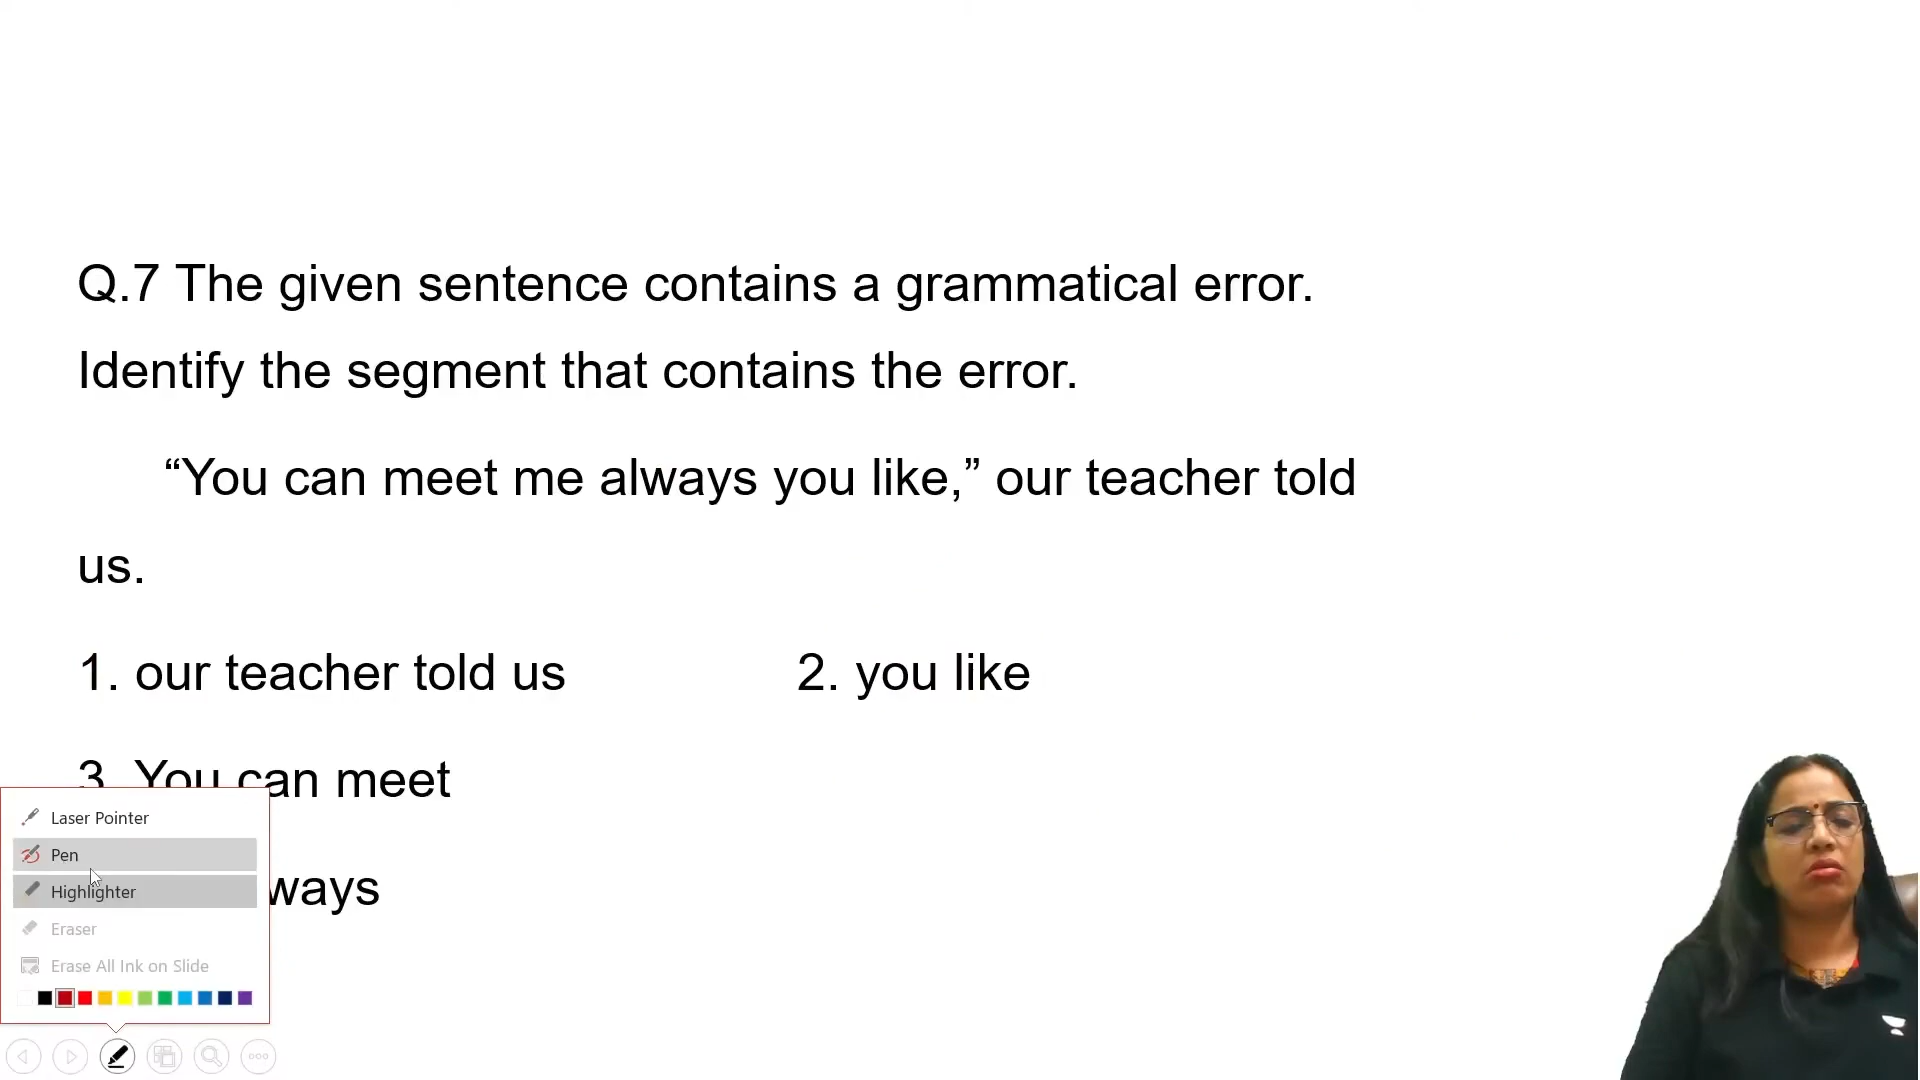 Q.7 The given sentence contains a grammatical error.
Identify the segment that contains the error.
“You can meet me always you like,” our teacher told
us.
1. our teacher told us 2. you like
3. You can meet
ways
Laser Pointer
Pen
Highlighter
Eraser
Erase All Ink on Slide